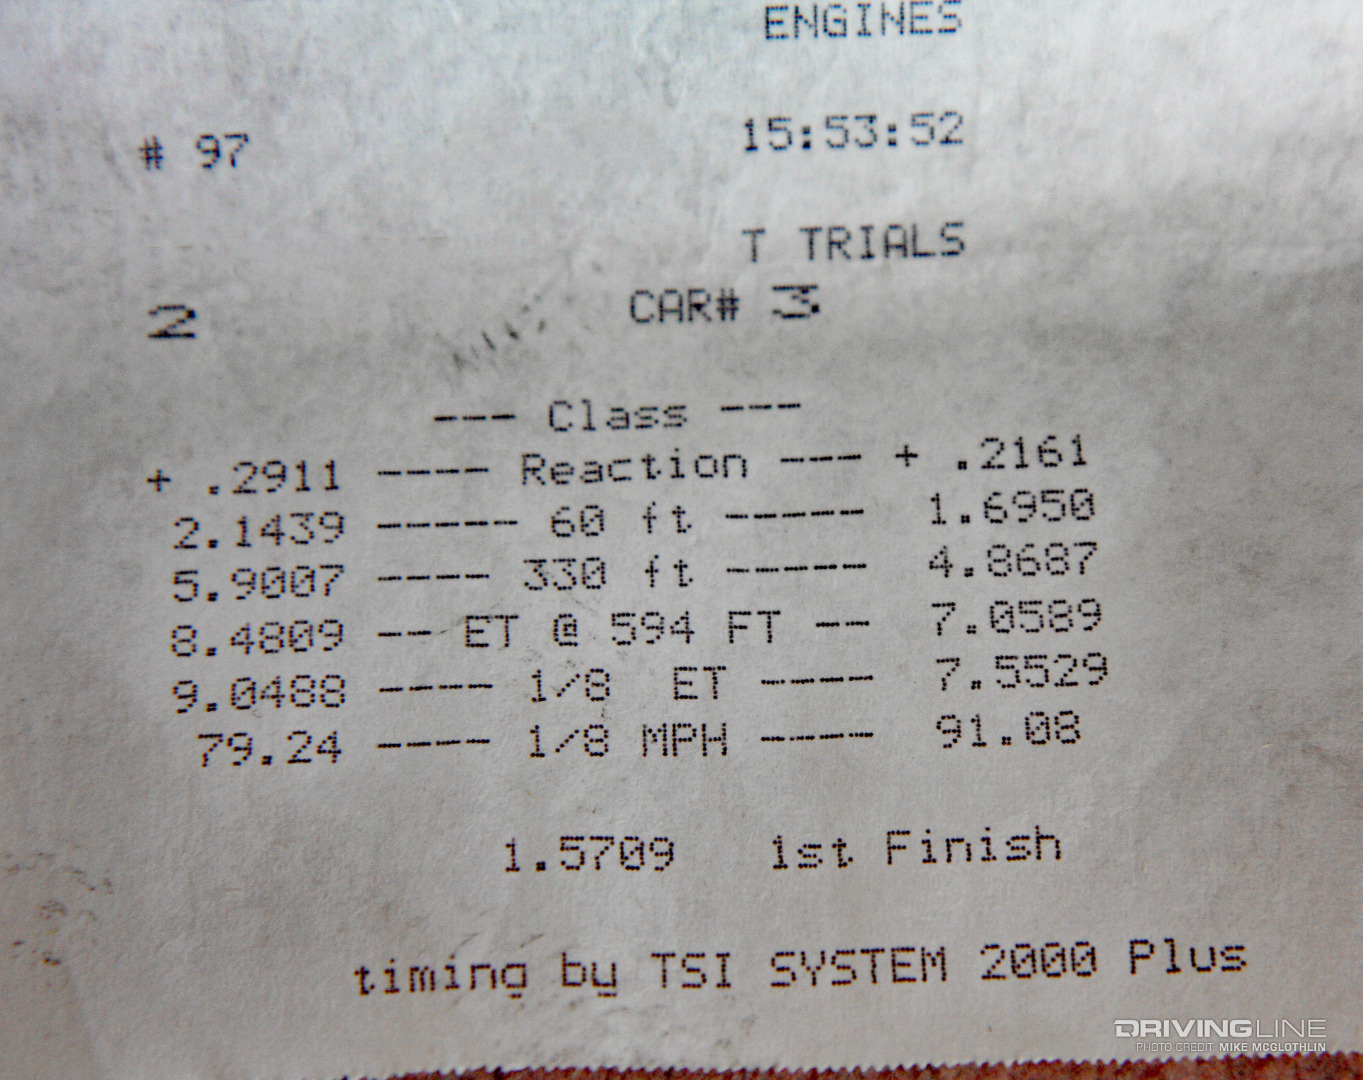 ENGINES
# 97 15:53:52
T TRIALS
2 CAR# 3
--- Class ---
+ .2911 ---- Reaction --- + .2161
2.1439 ----- 60 ft ----- 1.6950
5.9007 ---- 330 ft ----- 4.8687
8.4809 -- ET @ 594 FT -- 7.0589
9.0488 ---- 1/8 ET ---- 7.5529
79.24 ---- 1/8 MPH ---- 91.08
1.5709 1st Finish
timing by TSI SYSTEM 2000 Plus
DRIVINGLINE
PHOTO CREDIT MIKE MCGLOTHLIN